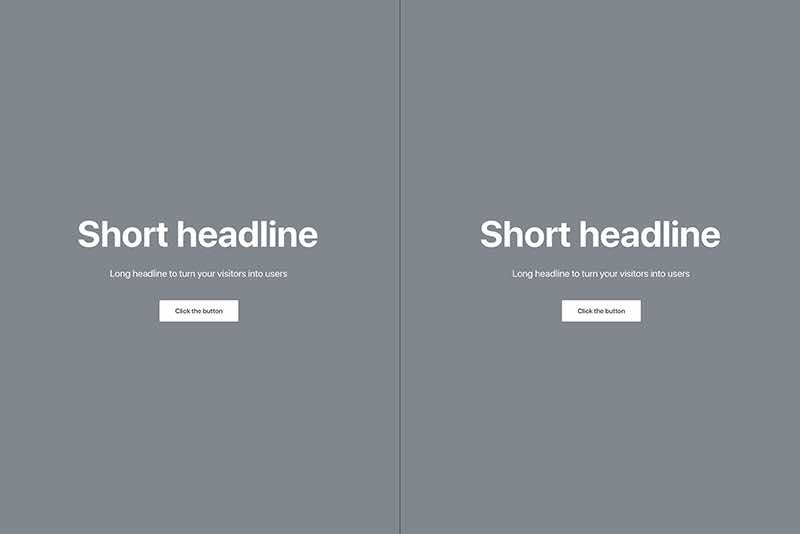 Short headline
Long headline to turn your visitors into users
Click the button
Short headline
Long headline to turn your visitors into users
Click the button